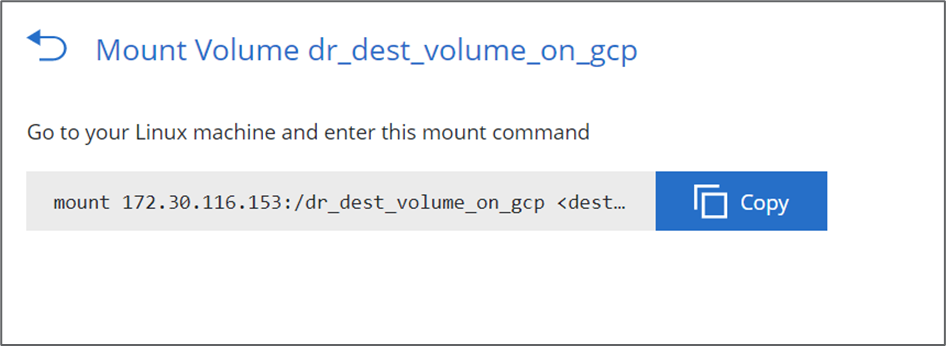 Mount Volume dr_dest_volume_on_gcp
Go to your Linux machine and enter this mount command
mount 172.30.116.153:/dr_dest_volume_on_gcp <dest… Copy